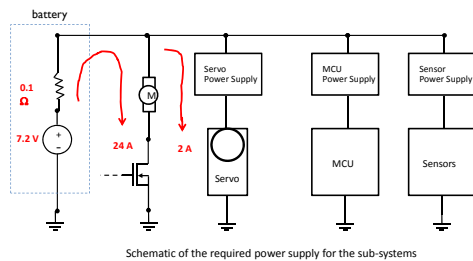 battery
0.1
Ω
7.2 V
+
–
M
24 A
2 A
Servo
Power Supply
Servo
MCU
Power Supply
MCU
Sensor
Power Supply
Sensors
Schematic of the required power supply for the sub-systems